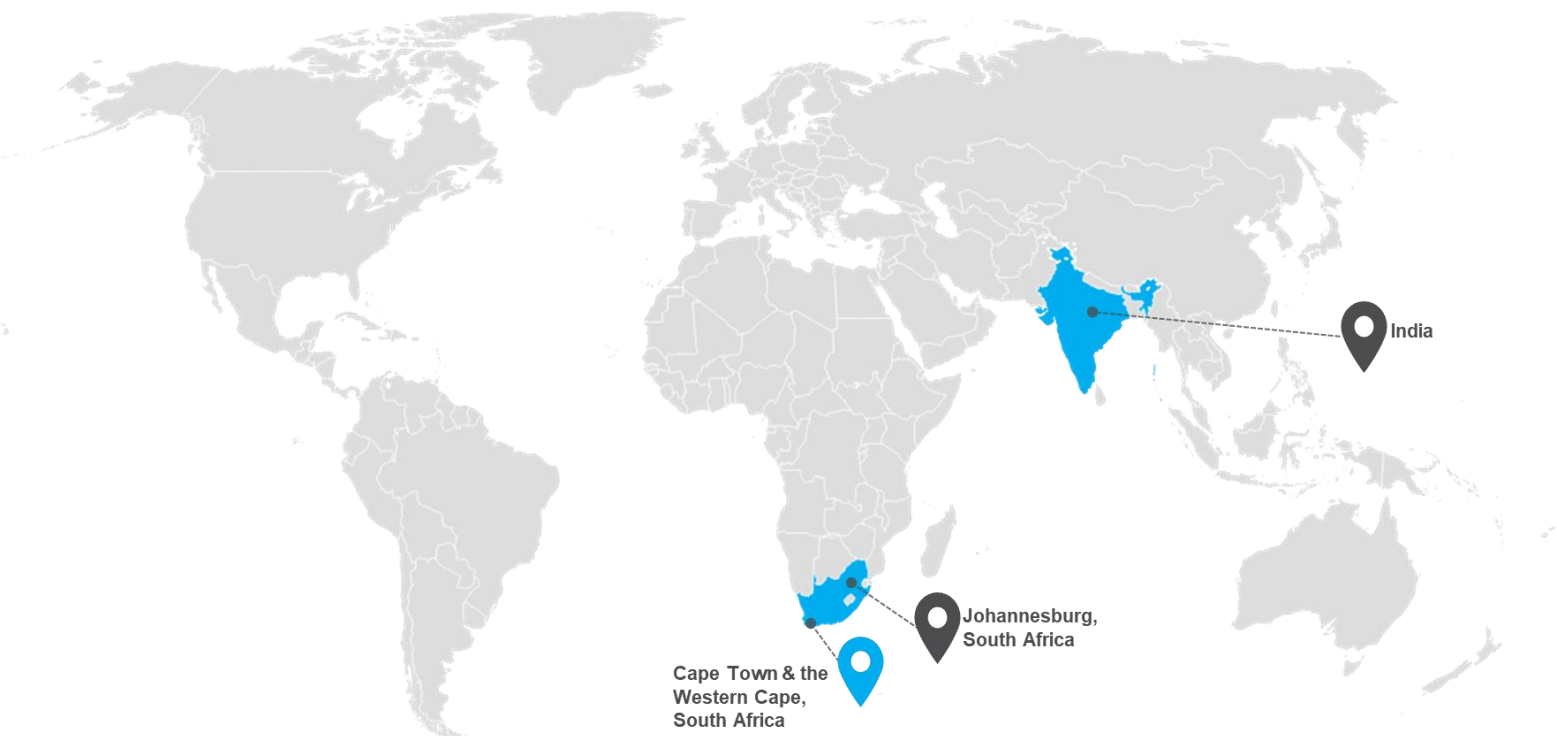 India
Johannesburg,
South Africa
Cape Town & the
Western Cape,
South Africa